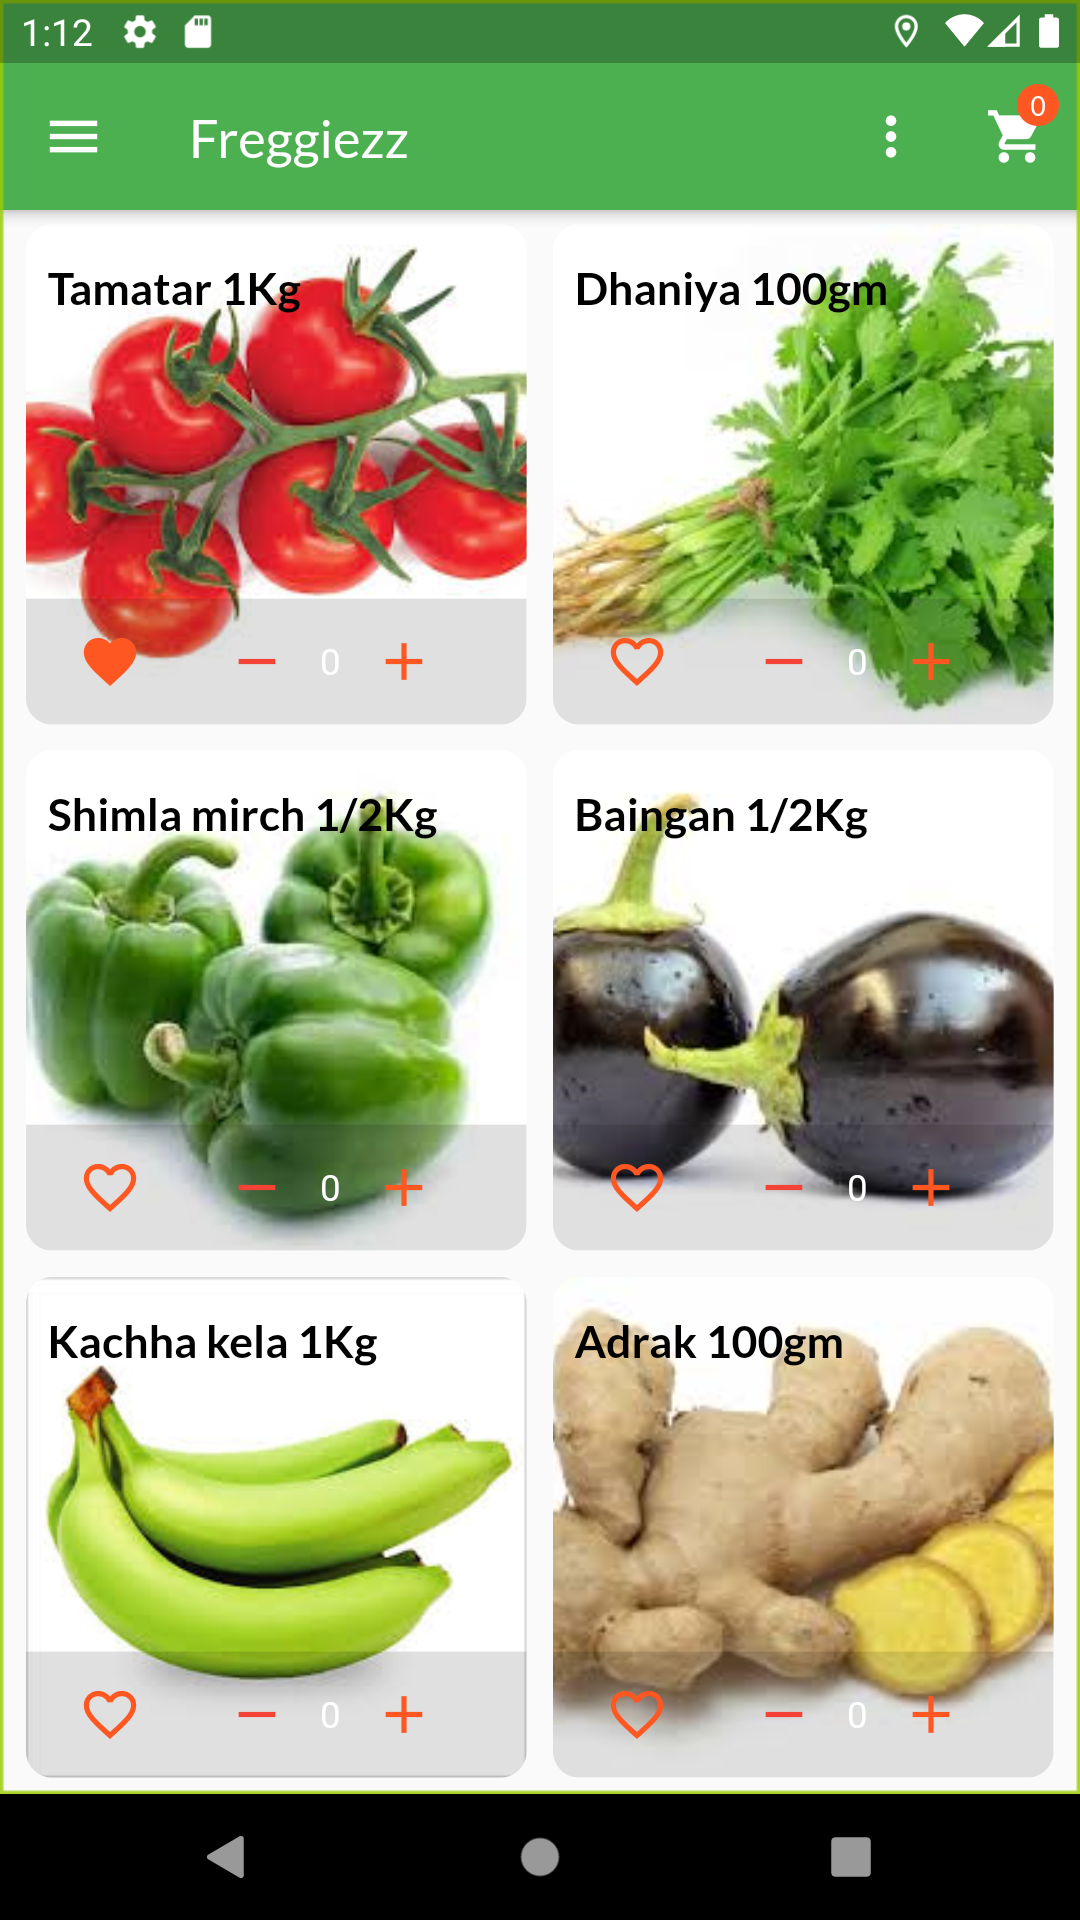 1:12
Freggiezz
0
Tamatar 1Kg
Dhaniya 100gm
0
0
Shimla mirch 1/2Kg
Baingan 1/2Kg
0
0
Kachha kela 1Kg
Adrak 100gm
0
0